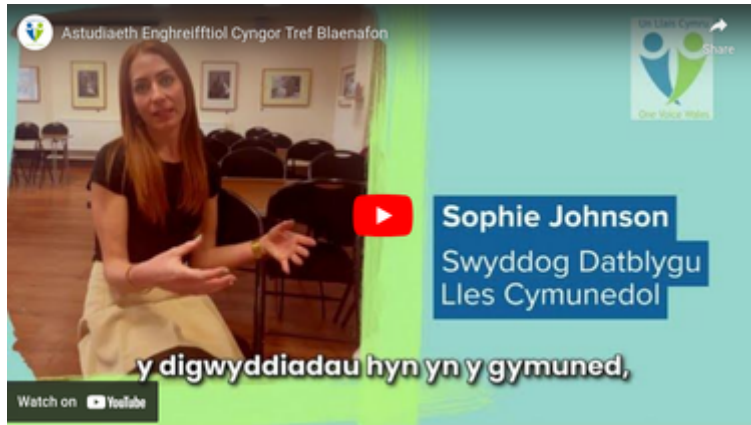 Astudiaeth Enghreifftiol Cyngor Tref Blaenafon
Un Llais Cymru
Share
One Voice Wales
Sophie Johnson
Swyddog Datblygu
Lles Cymunedol
y digwyddiadau hyn yn y gymuned,
Watch on YouTube